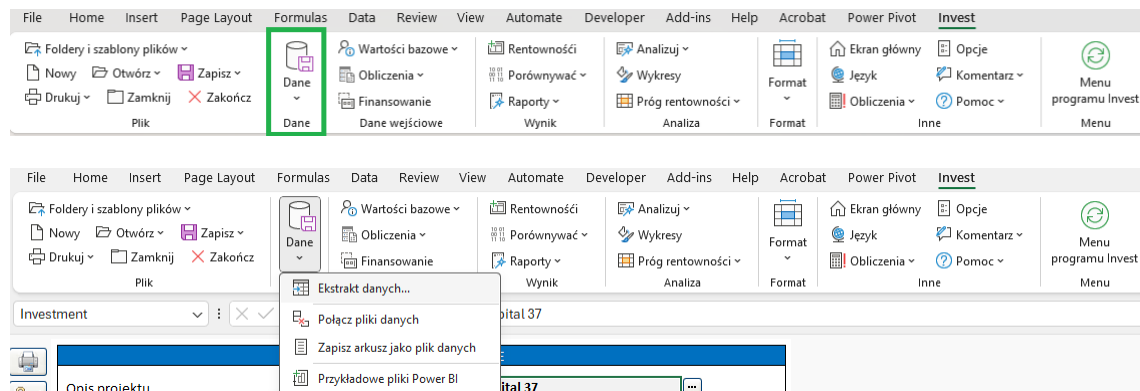 File Home Insert Page Layout Formulas Data Review View Automate Developer Add-ins Help Acrobat Power Pivot Invest
Foldery i szablony plików Wartości bazowe Rentownośći Analizuj Ekran główny Opcje
Nowy Otwórz Zapisz Dane Obliczenia Porównywać Wykresy Format Język Komentarz Menu
Drukuj Zamknij Zakończ Finansowanie Raporty Próg rentowności Obliczenia Pomoc programu Invest
Plik Dane Dane wejściowe Wynik Analiza Format Inne Menu
File Home Insert Page Layout Formulas Data Review View Automate Developer Add-ins Help Acrobat Power Pivot Invest
Foldery i szablony plików Wartości bazowe Rentownośći Analizuj Ekran główny Opcje
Nowy Otwórz Zapisz Dane Obliczenia Porównywać Wykresy Format Język Komentarz Menu
Drukuj Zamknij Zakończ Finansowanie Raporty Próg rentowności Obliczenia Pomoc programu Invest
Plik Wynik Analiza Format Inne Menu
Ekstrakt danych...
Investment pital 37
Połącz pliki danych
Zapisz arkusz jako plik danych
Przykładowe pliki Power BI
Opis projektu ital 37 ...